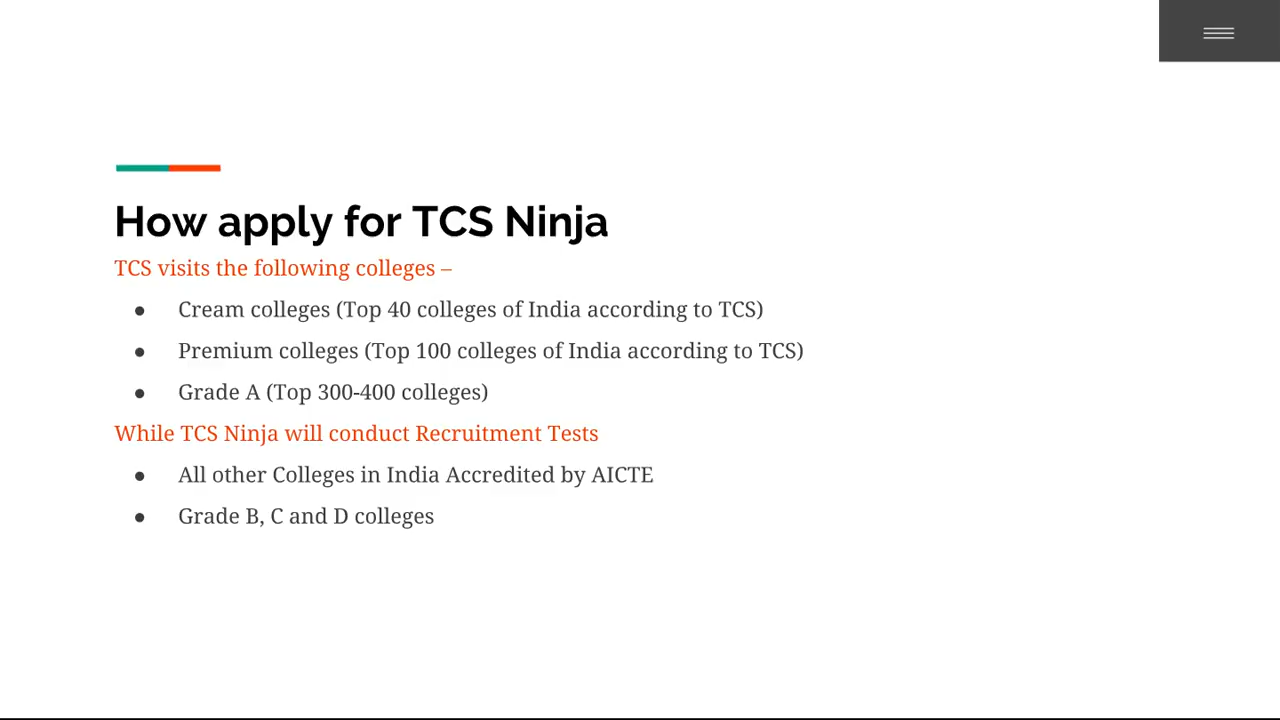 How apply for TCS Ninja
TCS visits the following colleges –
● Cream colleges (Top 40 colleges of India according to TCS)
● Premium colleges (Top 100 colleges of India according to TCS)
● Grade A (Top 300-400 colleges)
While TCS Ninja will conduct Recruitment Tests
● All other Colleges in India Accredited by AICTE
● Grade B, C and D colleges